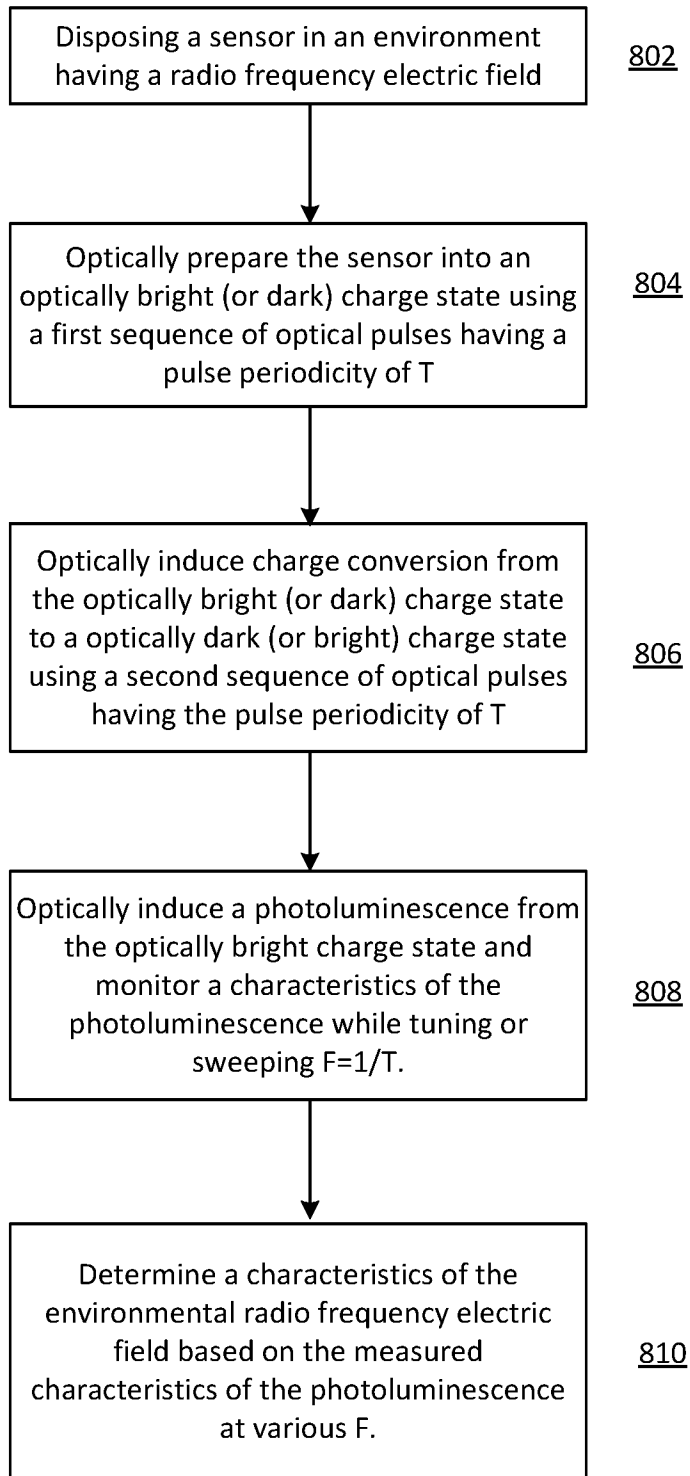 Disposing a sensor in an environment
having a radio frequency electric field
802
Optically prepare the sensor into an
optically bright (or dark) charge state using
a first sequence of optical pulses having a
pulse periodicity of T
804
Optically induce charge conversion from
the optically bright (or dark) charge state
to a optically dark (or bright) charge state
using a second sequence of optical pulses
having the pulse periodicity of T
806
Optically induce a photoluminescence from
the optically bright charge state and
monitor a characteristics of the
photoluminescence while tuning or
sweeping F=1/T.
808
Determine a characteristics of the
environmental radio frequency electric
field based on the measured
characteristics of the photoluminescence
at various F.
810